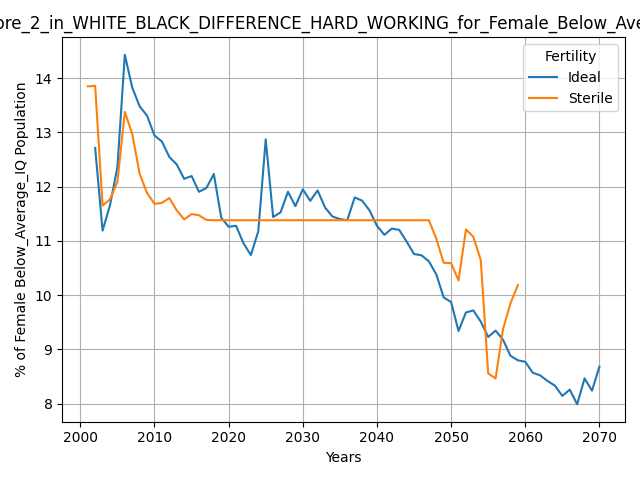 ore_2_in_WHITE_BLACK_DIFFERENCE_HARD_WORKING_for_Female_Below_Ave
Fertility
Ideal
Sterile
% of Female Below_Average_IQ Population
14
13
12
11
10
9
8
2000 2010 2020 2030 2040 2050 2060 2070
Years